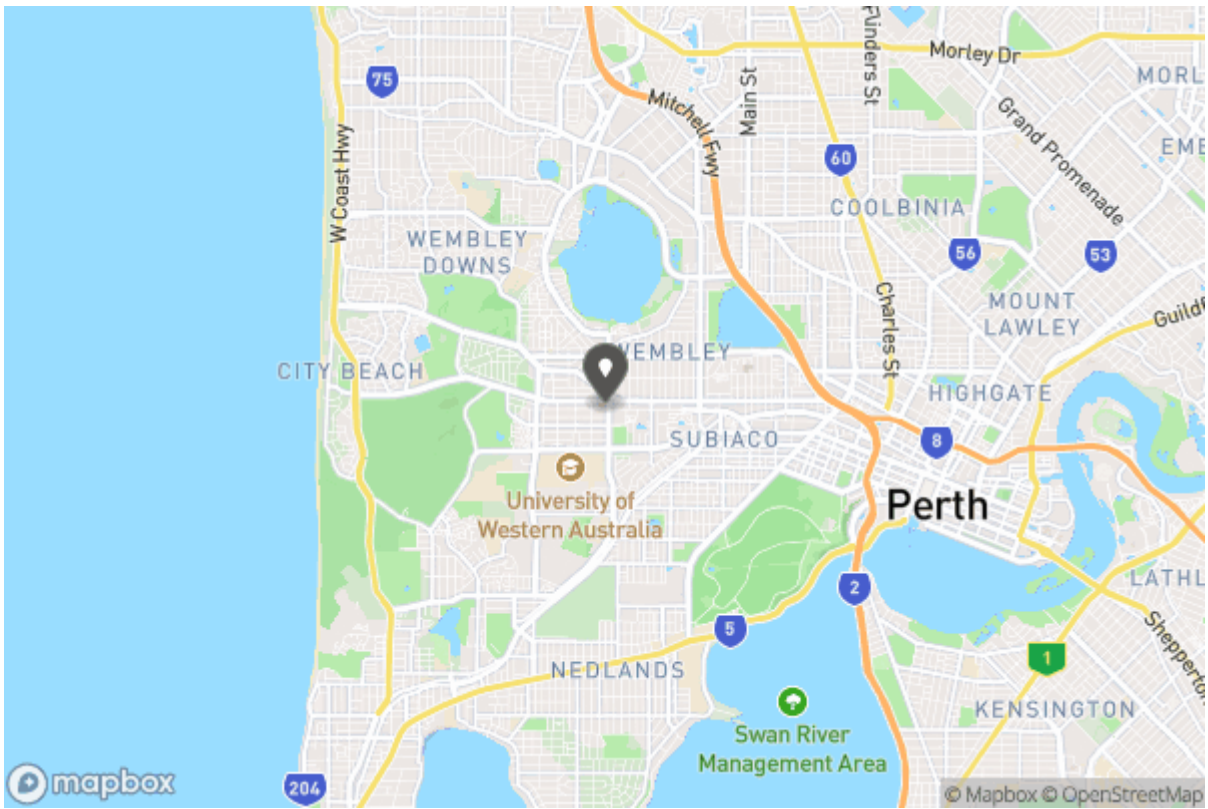 Flinders St
Morley Dr
75
MORL
Main St
Mitchell Fwy
Grand Promenade
60
EMB
W Coast Hwy
COOLBINIA
WEMBLEY
DOWNS
56
53
MOUNT
LAWLEY
Charles St
Guildf
WEMBLEY
CITY BEACH
HIGHGATE
SUBIACO
8
University of
Western Australia
Perth
2
LATHL
5
Shepperton
1
NEDLANDS
KENSINGTON
Swan River
Management Area
204
mapbox
© Mapbox © OpenStreetMap